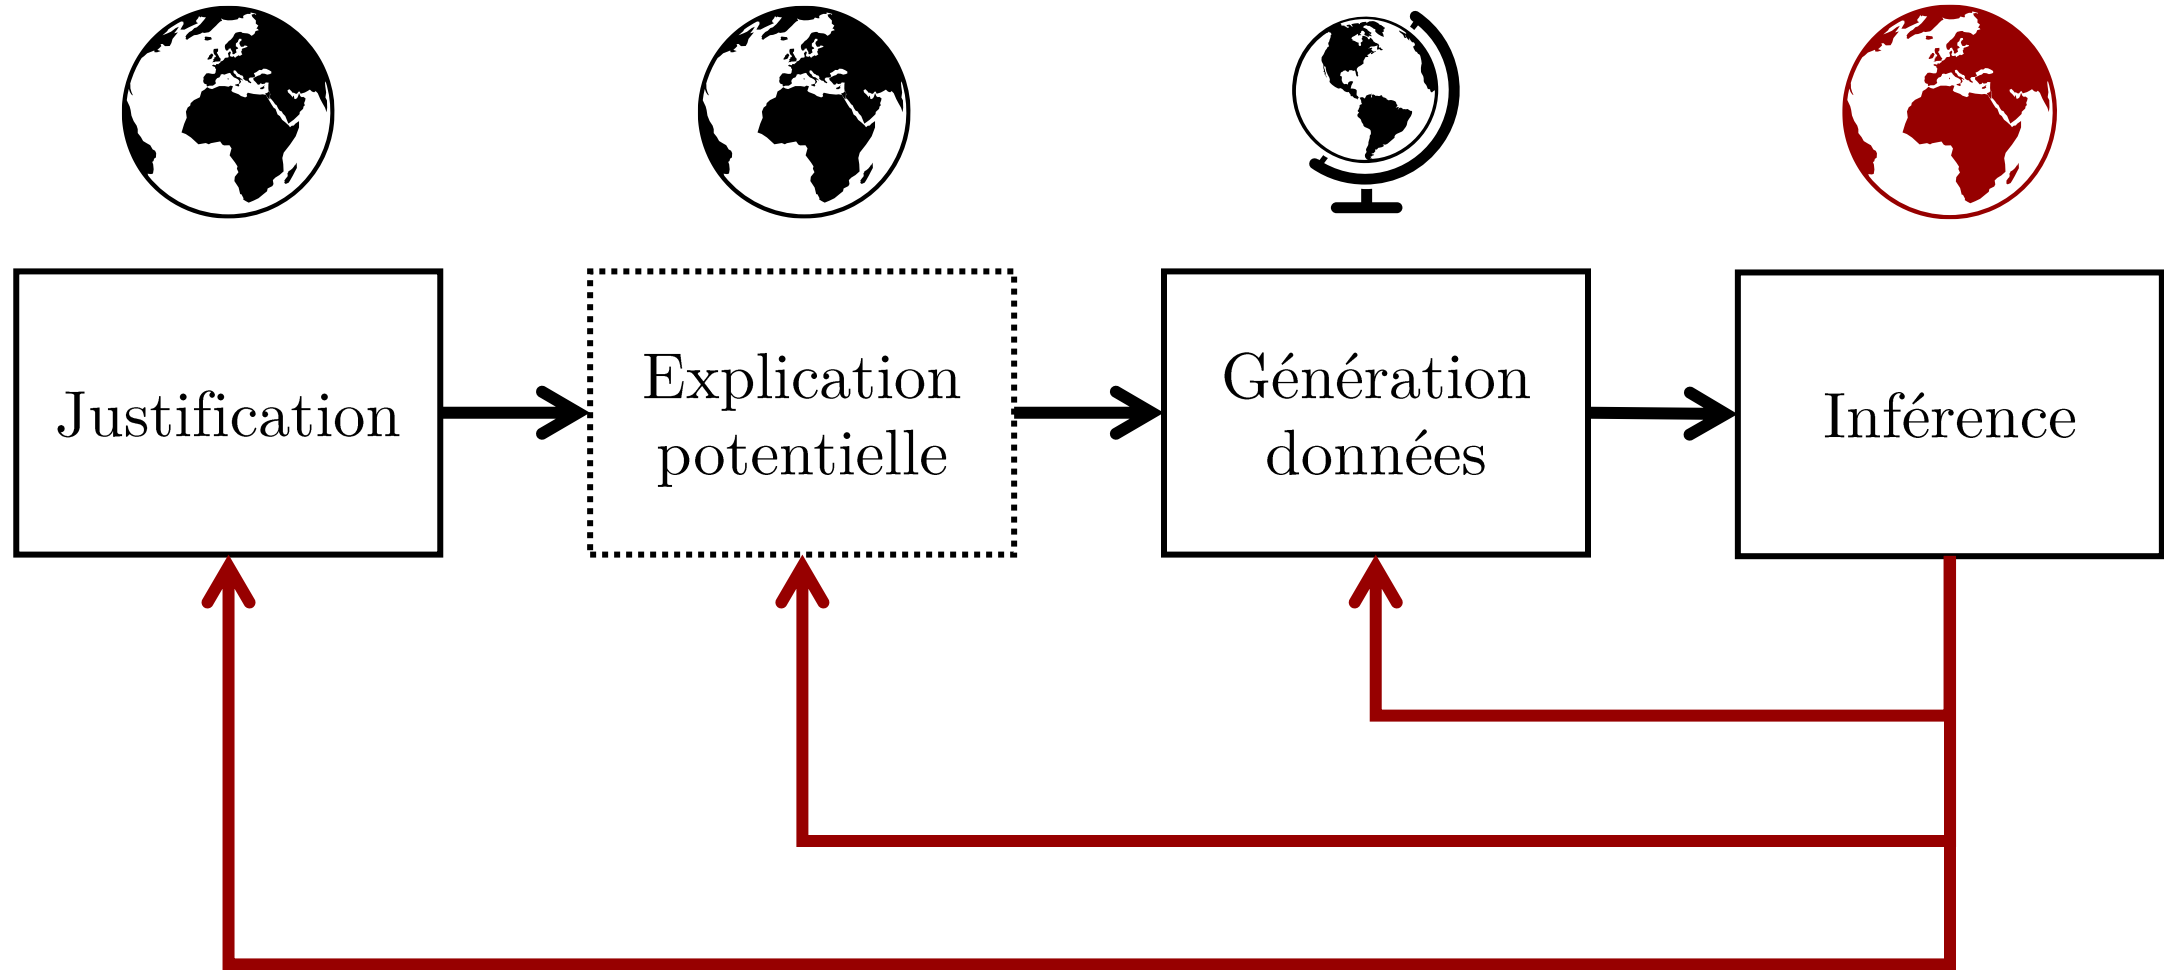 Justification
Explication
potentielle
Génération
données
Inférence